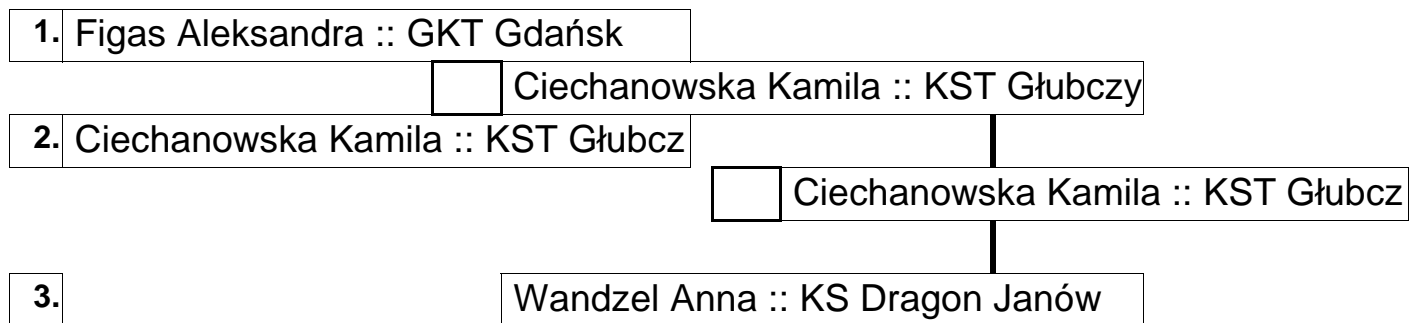 1. Figas Aleksandra :: GKT Gdańsk
Ciechanowska Kamila :: KST Głubczy
2. Ciechanowska Kamila :: KST Głubcz
Ciechanowska Kamila :: KST Głubcz
3. Wandzel Anna :: KS Dragon Janów